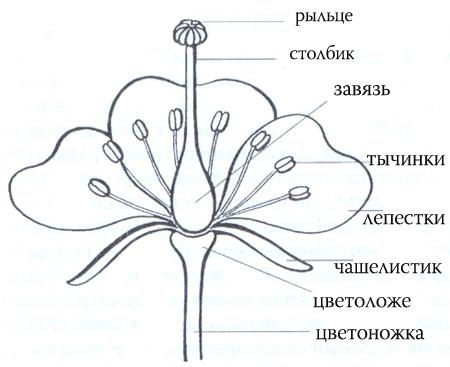 рыльце
столбик
завязь
тычинки
лепестки
чашелистик
цветоложе
цветоножка